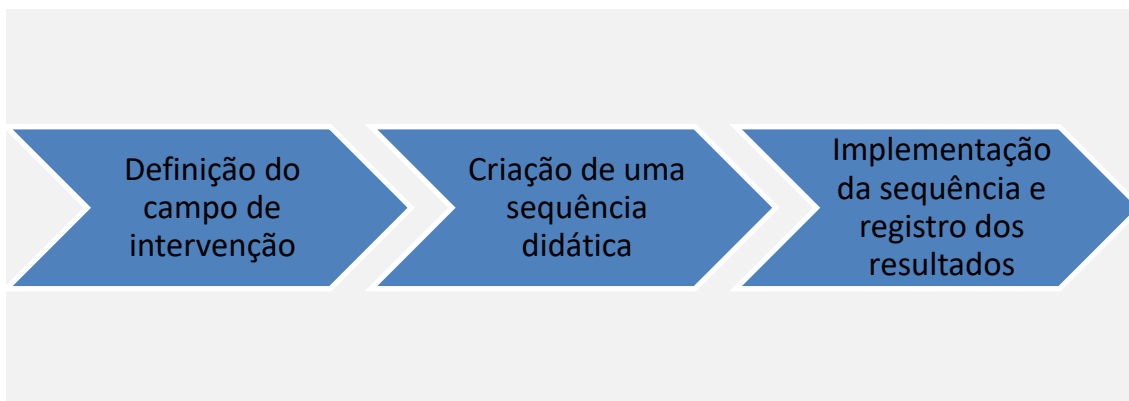 Definição do
campo de
intervenção
Criação de uma
sequência
didática
Implementação
da sequência e
registro dos
resultados